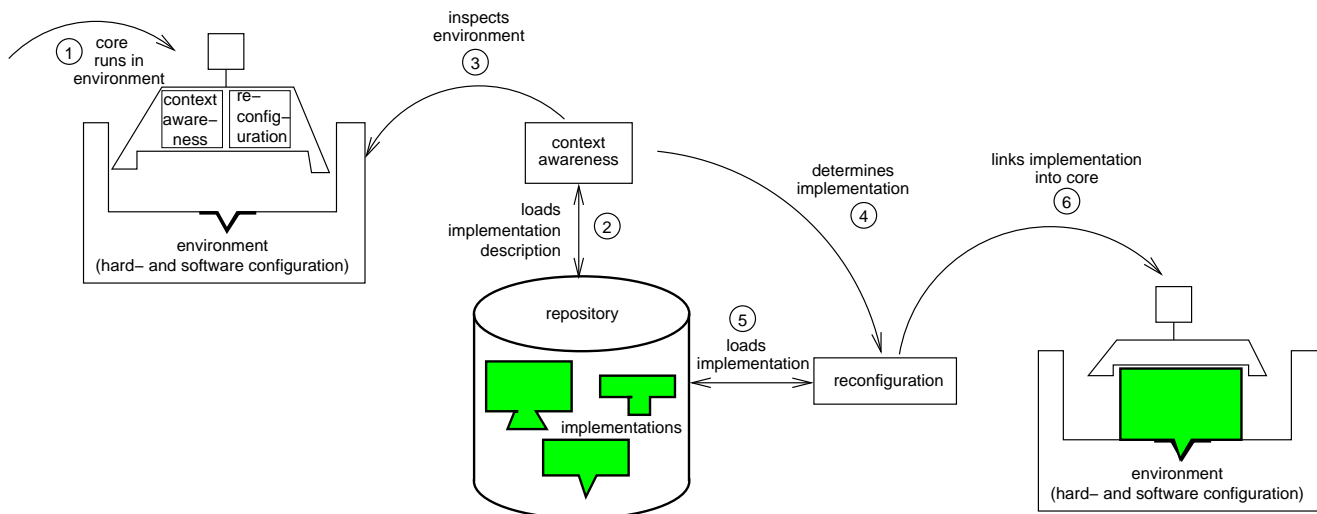 1
core
runs in
environment
context
aware–
ness
re–
config–
uration
environment
(hard– and software configuration)
inspects
environment
3
context
awareness
loads
implementation
description
2
repository
implementations
determines
implementation
4
5
loads
implementation
reconfiguration
links implementation
into core
6
environment
(hard– and software configuration)